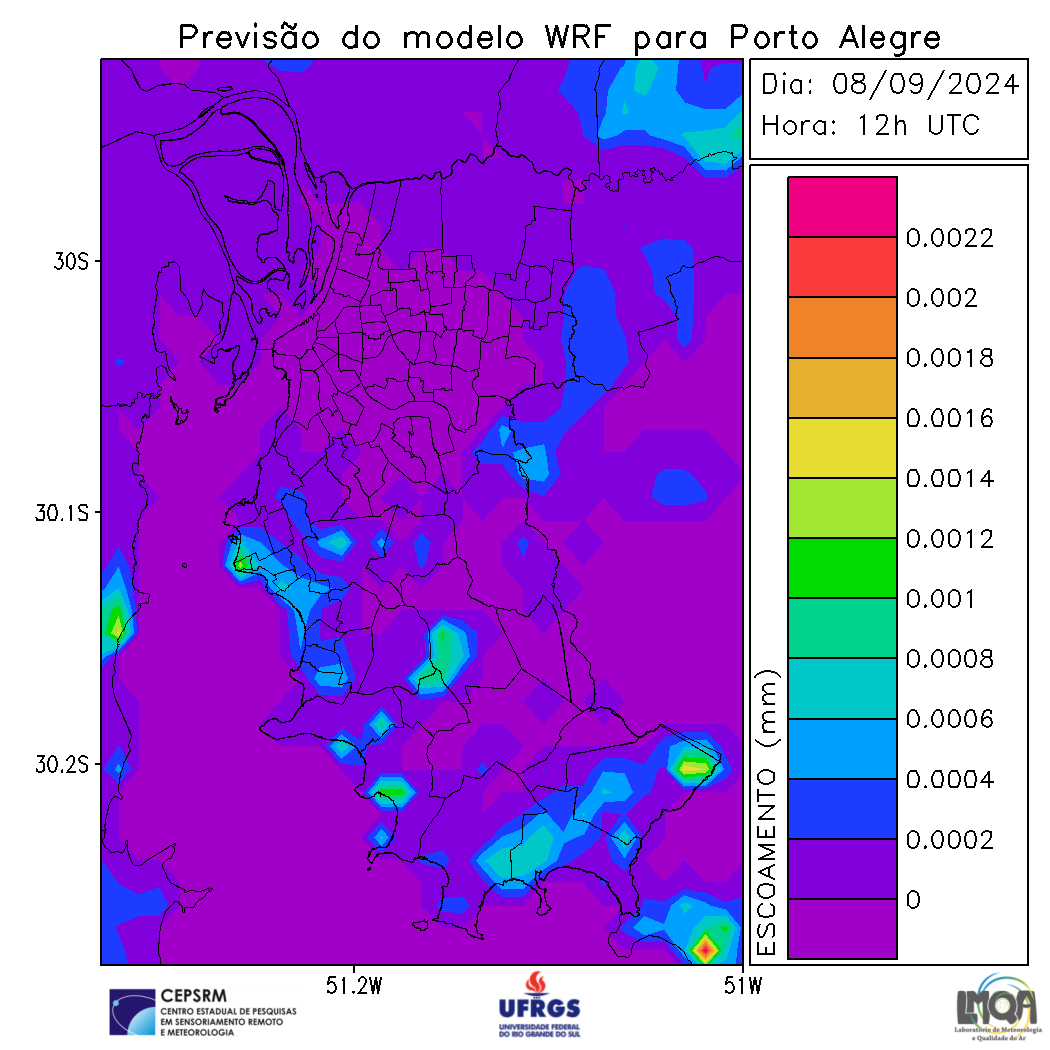 Previsão do modelo WRF para Porto Alegre
Dia: 08/09/2024
Hora: 12h UTC
30S
30.1S
30.2S
51.2W
51W
0.0022
0.002
0.0018
0.0016
0.0014
0.0012
0.001
0.0008
0.0006
0.0004
0.0002
0
ESCOAMENTO (mm)
CEPSRM
CENTRO ESTADUAL DE PESQUISAS
EM SENSORIAMENTO REMOTO
E METEOROLOGIA
UFRGS
UNIVERSIDADE FEDERAL
DO RIO GRANDE DO SUL
LMQA
Laboratório de Meteorologia
e Qualidade do Ar